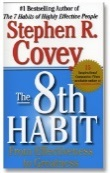 #1 Bestselling Author of
The 7 Habits of Highly Effective People
Stephen R.
Covey
The
8th
HABIT
From Effectiveness
to Greatness